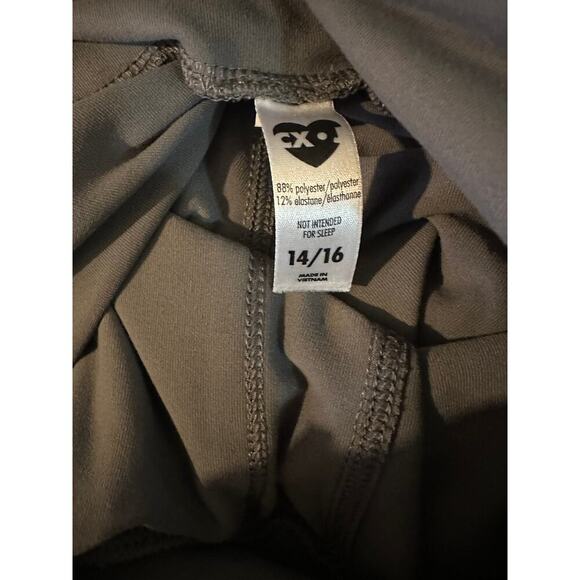 CXO
88% polyester/polyester
12% elastane/élasthanne
NOT INTENDED
FOR SLEEP
14/16
MADE IN
VIETNAM